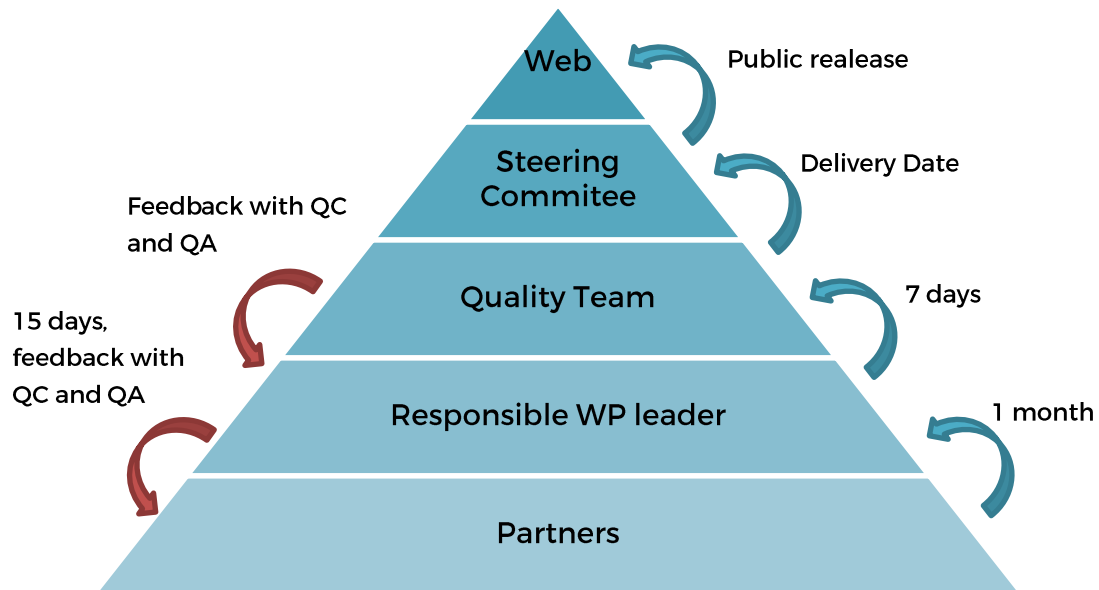 Web
Public realease
Steering
Commitee
Delivery Date
Feedback with QC
and QA
Quality Team
7 days
15 days,
feedback with
QC and QA
Responsible WP leader
1 month
Partners